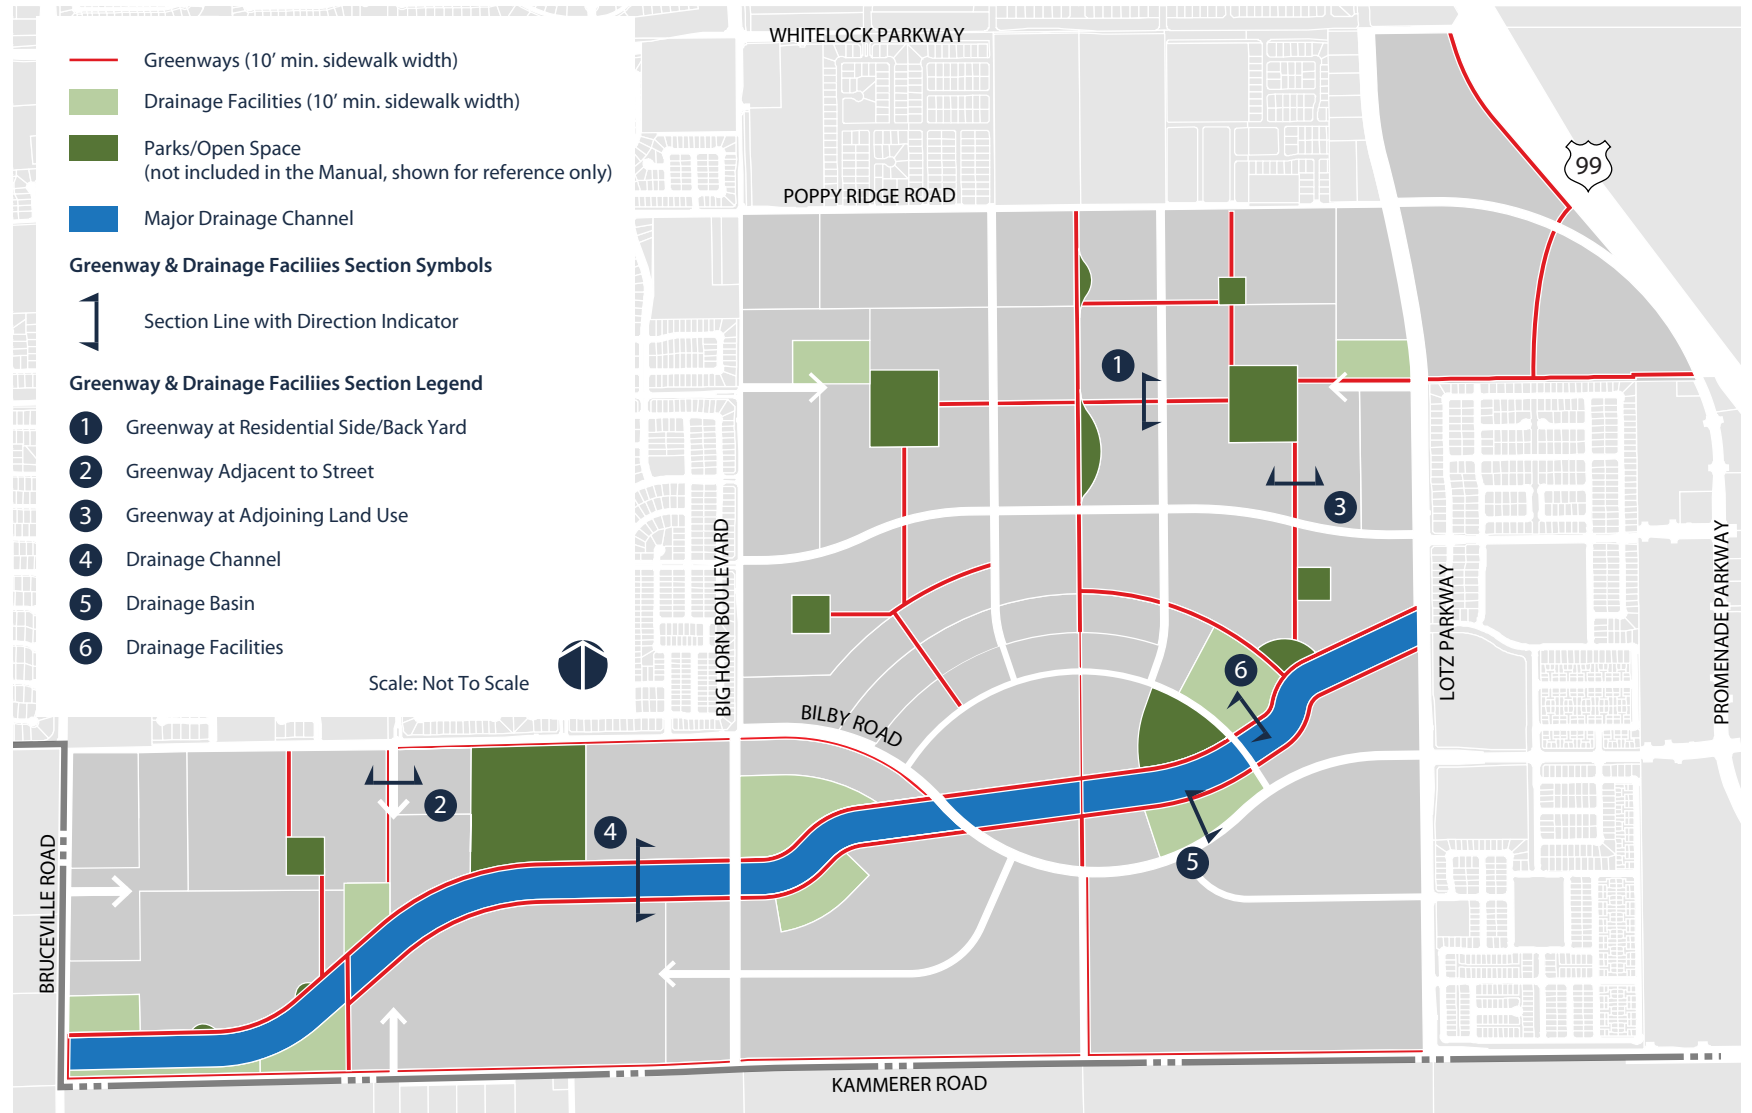 Greenways (10’ min. sidewalk width)
Drainage Facilities (10’ min. sidewalk width)
Parks/Open Space
(not included in the Manual, shown for reference only)
Major Drainage Channel
Greenway & Drainage Faciliies Section Symbols
Section Line with Direction Indicator
Greenway & Drainage Faciliies Section Legend
1 Greenway at Residential Side/Back Yard
2 Greenway Adjacent to Street
3 Greenway at Adjoining Land Use
4 Drainage Channel
5 Drainage Basin
6 Drainage Facilities
Scale: Not To Scale
WHITELOCK PARKWAY
99
POPPY RIDGE ROAD
1
3
BIG HORN BOULEVARD
LOTZ PARKWAY
PROMENADE PARKWAY
6
BILBY ROAD
2
4
5
BRUCEVILLE ROAD
KAMMERER ROAD